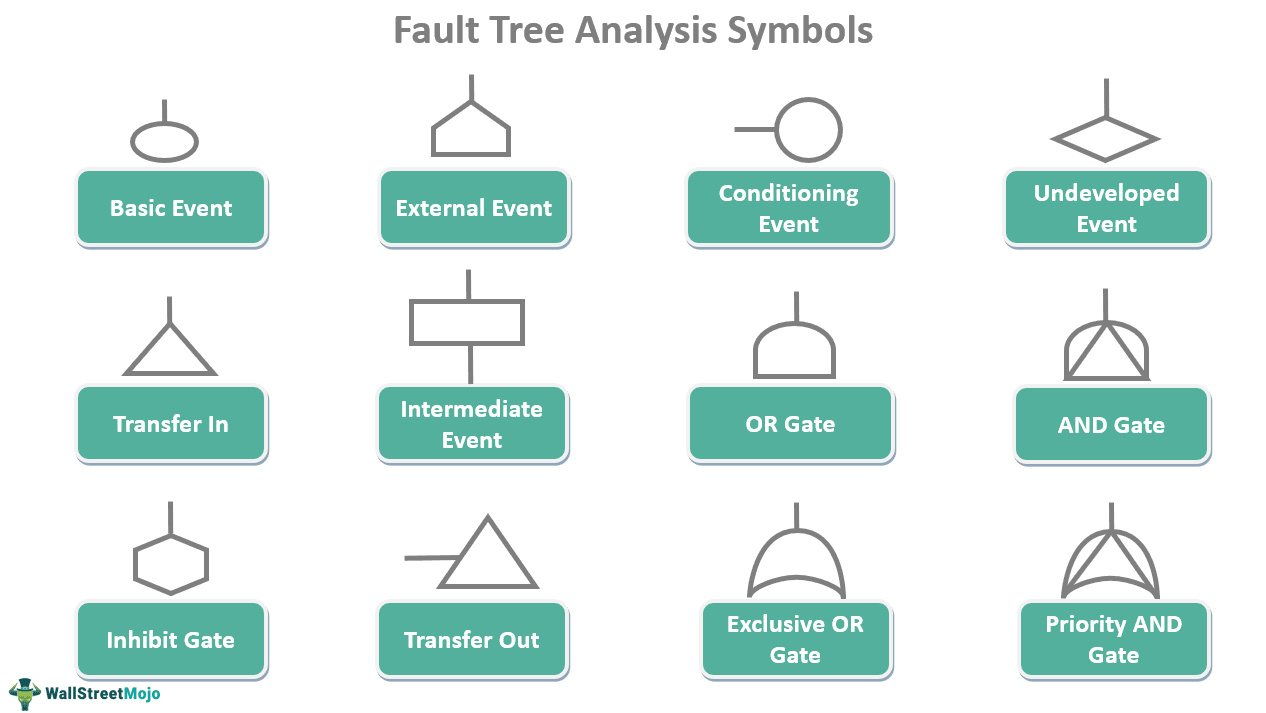 Fault Tree Analysis Symbols
Basic Event
External Event
Conditioning
Event
Undeveloped
Event
Transfer In
Intermediate
Event
OR Gate
AND Gate
Inhibit Gate
Transfer Out
Exclusive OR
Gate
Priority AND
Gate
WallStreetMojo